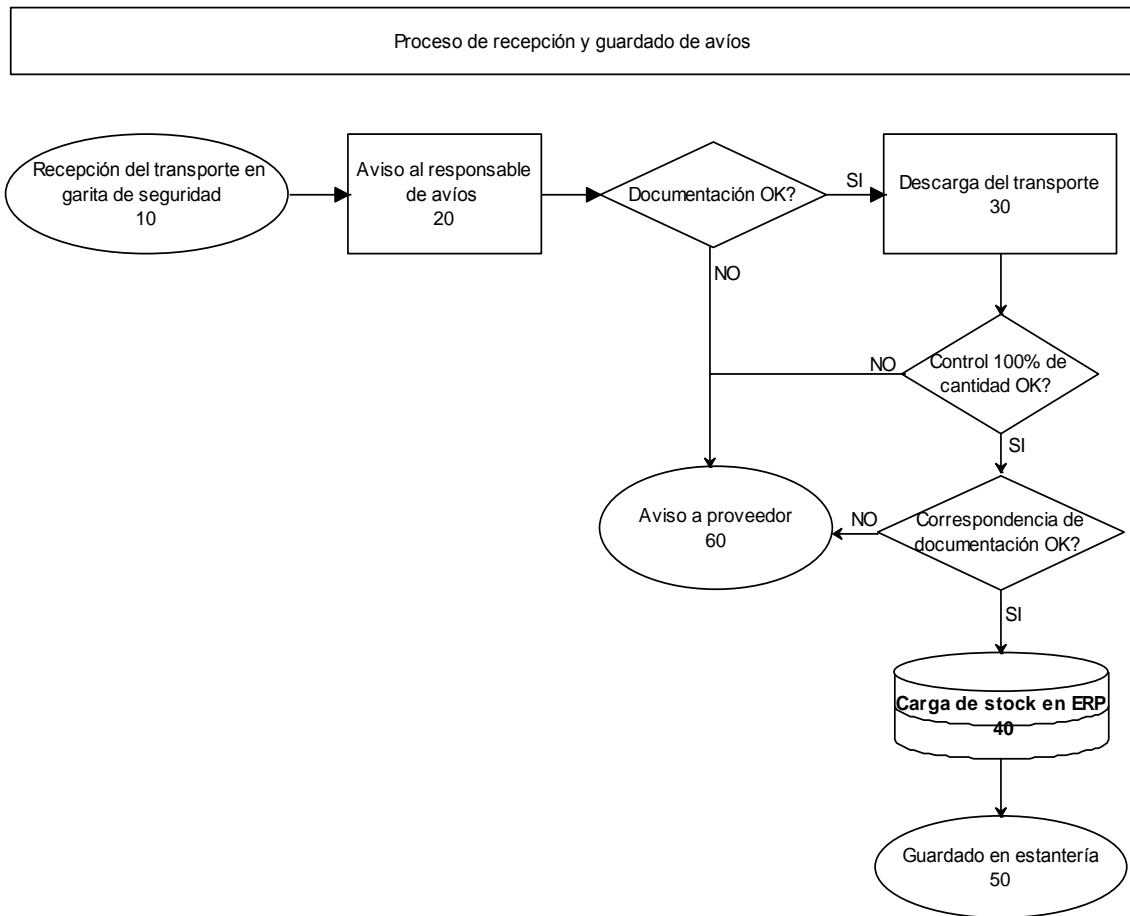 Proceso de recepción y guardado de avíos
Recepción del transporte en
garita de seguridad
10
Aviso al responsable
de avíos
20
Documentación OK?
SI
Descarga del transporte
30
NO
NO
Control 100% de
cantidad OK?
SI
Aviso a proveedor
60
NO
Correspondencia de
documentación OK?
SI
Carga de stock en ERP
40
Guardado en estantería
50